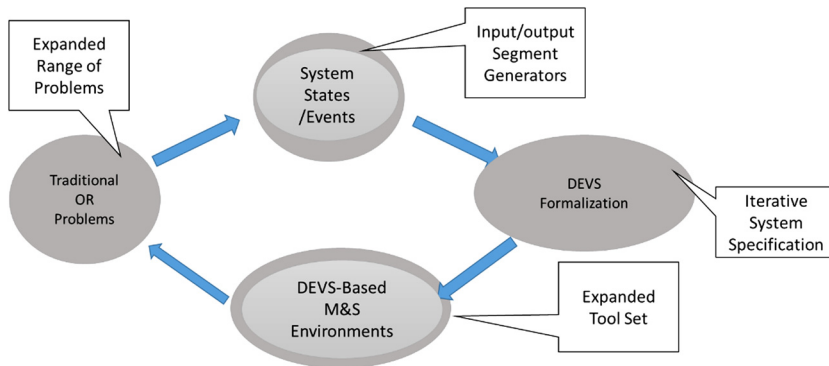 Expanded
Range of
Problems
System
States
/Events
Input/output
Segment
Generators
Traditional
OR
Problems
DEVS
Formalization
Iterative
System
Specification
DEVS-Based
M&S
Environments
Expanded
Tool Set